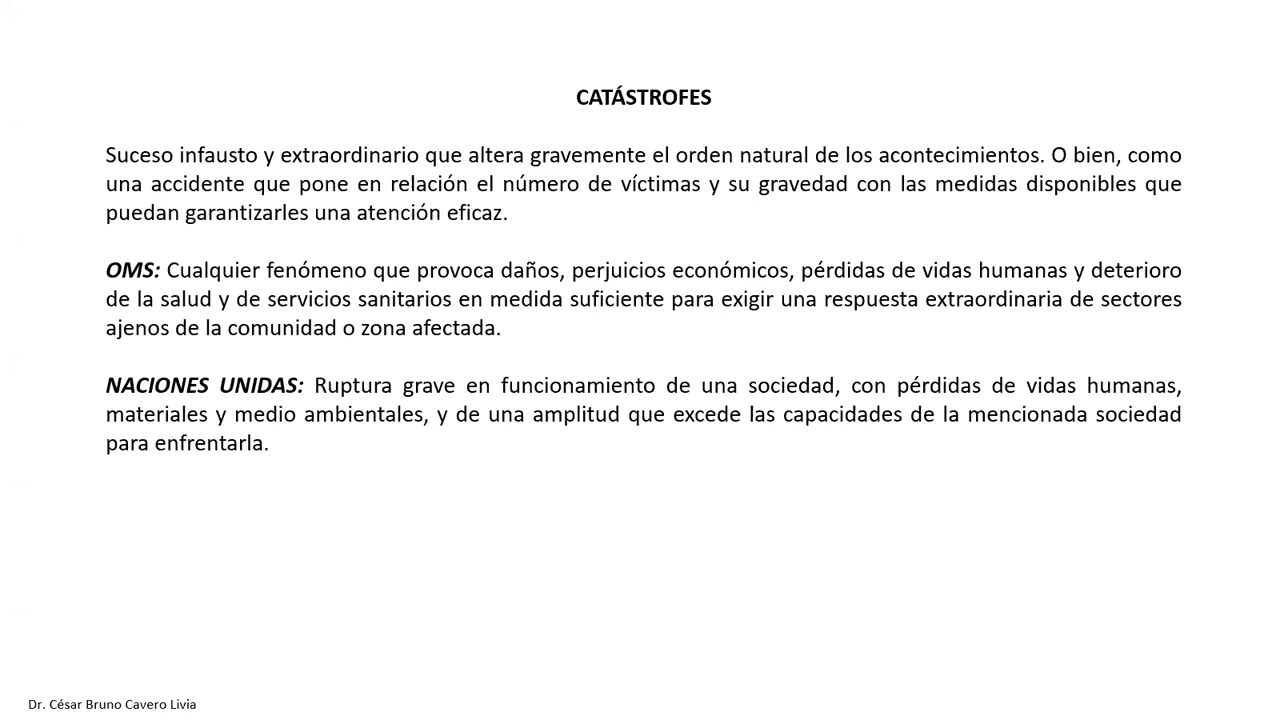 CATÁSTROFES
Suceso infausto y extraordinario que altera gravemente el orden natural de los acontecimientos. O bien, como
una accidente que pone en relación el número de víctimas y su gravedad con las medidas disponibles que
puedan garantizarles una atención eficaz.
OMS: Cualquier fenómeno que provoca daños, perjuicios económicos, pérdidas de vidas humanas y deterioro
de la salud y de servicios sanitarios en medida suficiente para exigir una respuesta extraordinaria de sectores
ajenos de la comunidad o zona afectada.
NACIONES UNIDAS: Ruptura grave en funcionamiento de una sociedad, con pérdidas de vidas humanas,
materiales y medio ambientales, y de una amplitud que excede las capacidades de la mencionada sociedad
para enfrentarla.
Dr. César Bruno Cavero Livia